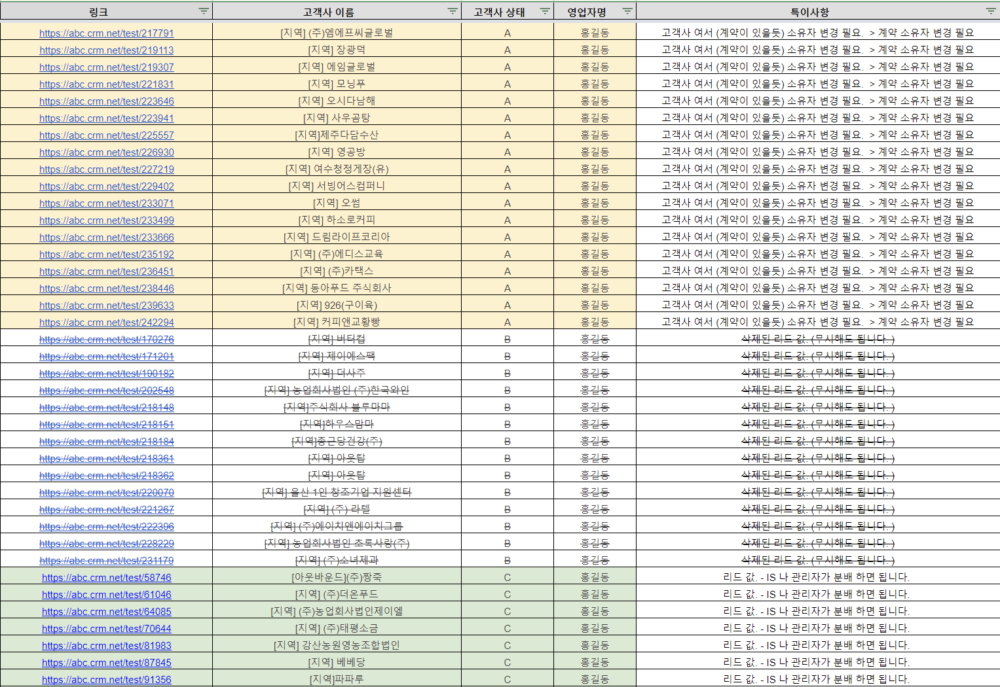 링크 고객사 이름 고객사 상태 영업자명 특이사항
https://abc.crm.net/test/217791 [지역] (주)엠에프씨글로벌 A 홍길동 고객사 여서 (계약이 있을듯) 소유자 변경 필요. > 계약 소유자 변경 필요
https://abc.crm.net/test/219113 [지역] 장광덕 A 홍길동 고객사 여서 (계약이 있을듯) 소유자 변경 필요. > 계약 소유자 변경 필요
https://abc.crm.net/test/219307 [지역] 에임글로벌 A 홍길동 고객사 여서 (계약이 있을듯) 소유자 변경 필요. > 계약 소유자 변경 필요
https://abc.crm.net/test/221831 [지역] 모닝푸 A 홍길동 고객사 여서 (계약이 있을듯) 소유자 변경 필요. > 계약 소유자 변경 필요
https://abc.crm.net/test/223646 [지역] 오시다남해 A 홍길동 고객사 여서 (계약이 있을듯) 소유자 변경 필요. > 계약 소유자 변경 필요
https://abc.crm.net/test/223941 [지역] 사우곰탕 A 홍길동 고객사 여서 (계약이 있을듯) 소유자 변경 필요. > 계약 소유자 변경 필요
https://abc.crm.net/test/225557 [지역]제주다담수산 A 홍길동 고객사 여서 (계약이 있을듯) 소유자 변경 필요. > 계약 소유자 변경 필요
https://abc.crm.net/test/226930 [지역] 영공방 A 홍길동 고객사 여서 (계약이 있을듯) 소유자 변경 필요. > 계약 소유자 변경 필요
https://abc.crm.net/test/227219 [지역] 여수청정게장(유) A 홍길동 고객사 여서 (계약이 있을듯) 소유자 변경 필요. > 계약 소유자 변경 필요
https://abc.crm.net/test/229402 [지역] 서빙어스컴퍼니 A 홍길동 고객사 여서 (계약이 있을듯) 소유자 변경 필요. > 계약 소유자 변경 필요
https://abc.crm.net/test/233071 [지역] 오썸 A 홍길동 고객사 여서 (계약이 있을듯) 소유자 변경 필요. > 계약 소유자 변경 필요
https://abc.crm.net/test/233499 [지역] 하소로커피 A 홍길동 고객사 여서 (계약이 있을듯) 소유자 변경 필요. > 계약 소유자 변경 필요
https://abc.crm.net/test/233666 [지역] 드림라이프코리아 A 홍길동 고객사 여서 (계약이 있을듯) 소유자 변경 필요. > 계약 소유자 변경 필요
https://abc.crm.net/test/235192 [지역] (주)에디스교육 A 홍길동 고객사 여서 (계약이 있을듯) 소유자 변경 필요. > 계약 소유자 변경 필요
https://abc.crm.net/test/236451 [지역] (주)카택스 A 홍길동 고객사 여서 (계약이 있을듯) 소유자 변경 필요. > 계약 소유자 변경 필요
https://abc.crm.net/test/238446 [지역] 동아푸드 주식회사 A 홍길동 고객사 여서 (계약이 있을듯) 소유자 변경 필요. > 계약 소유자 변경 필요
https://abc.crm.net/test/239633 [지역] 926(구이육) A 홍길동 고객사 여서 (계약이 있을듯) 소유자 변경 필요. > 계약 소유자 변경 필요
https://abc.crm.net/test/242294 [지역] 커피앤교황빵 A 홍길동 고객사 여서 (계약이 있을듯) 소유자 변경 필요. > 계약 소유자 변경 필요
https://abc.crm.net/test/170276 [지역] 버터컵 B 홍길동 삭제된 리드 값. (무시해도 됩니다. )
https://abc.crm.net/test/171201 [지역] 제이에스팩 B 홍길동 삭제된 리드 값. (무시해도 됩니다. )
https://abc.crm.net/test/190182 [지역] 더사주 B 홍길동 삭제된 리드 값. (무시해도 됩니다. )
https://abc.crm.net/test/202548 [지역] 농업회사법인 (주)한국와인 B 홍길동 삭제된 리드 값. (무시해도 됩니다. )
https://abc.crm.net/test/218148 [지역]주식회사 블루마마 B 홍길동 삭제된 리드 값. (무시해도 됩니다. )
https://abc.crm.net/test/218151 [지역]하우스맘마 B 홍길동 삭제된 리드 값. (무시해도 됩니다. )
https://abc.crm.net/test/218184 [지역]종근당건강(주) B 홍길동 삭제된 리드 값. (무시해도 됩니다. )
https://abc.crm.net/test/218361 [지역] 아웃탑 B 홍길동 삭제된 리드 값. (무시해도 됩니다. )
https://abc.crm.net/test/218362 [지역] 아웃탑 B 홍길동 삭제된 리드 값. (무시해도 됩니다. )
https://abc.crm.net/test/220070 [지역] 울산 1인 창조기업 지원센터 B 홍길동 삭제된 리드 값. (무시해도 됩니다. )
https://abc.crm.net/test/221267 [지역] (주) 라텔 B 홍길동 삭제된 리드 값. (무시해도 됩니다. )
https://abc.crm.net/test/222396 [지역] (주)에이치앤에이치그룹 B 홍길동 삭제된 리드 값. (무시해도 됩니다. )
https://abc.crm.net/test/228229 [지역] 농업회사법인 초록사랑(주) B 홍길동 삭제된 리드 값. (무시해도 됩니다. )
https://abc.crm.net/test/231179 [지역] (주)소녀제과 B 홍길동 삭제된 리드 값. (무시해도 됩니다. )
https://abc.crm.net/test/58746 [아웃바운드](주)짱죽 C 홍길동 리드 값. - IS 나 관리자가 분배 하면 됩니다.
https://abc.crm.net/test/61046 [지역] (주)더온푸드 C 홍길동 리드 값. - IS 나 관리자가 분배 하면 됩니다.
https://abc.crm.net/test/64085 [지역] (주)농업회사법인제이엘 C 홍길동 리드 값. - IS 나 관리자가 분배 하면 됩니다.
https://abc.crm.net/test/70644 [지역] (주)태평소금 C 홍길동 리드 값. - IS 나 관리자가 분배 하면 됩니다.
https://abc.crm.net/test/81983 [지역] 강산농원영농조합법인 C 홍길동 리드 값. - IS 나 관리자가 분배 하면 됩니다.
https://abc.crm.net/test/87845 [지역] 베베당 C 홍길동 리드 값. - IS 나 관리자가 분배 하면 됩니다.
https://abc.crm.net/test/91356 [지역]파파루 C 홍길동 리드 값. - IS 나 관리자가 분배 하면 됩니다.